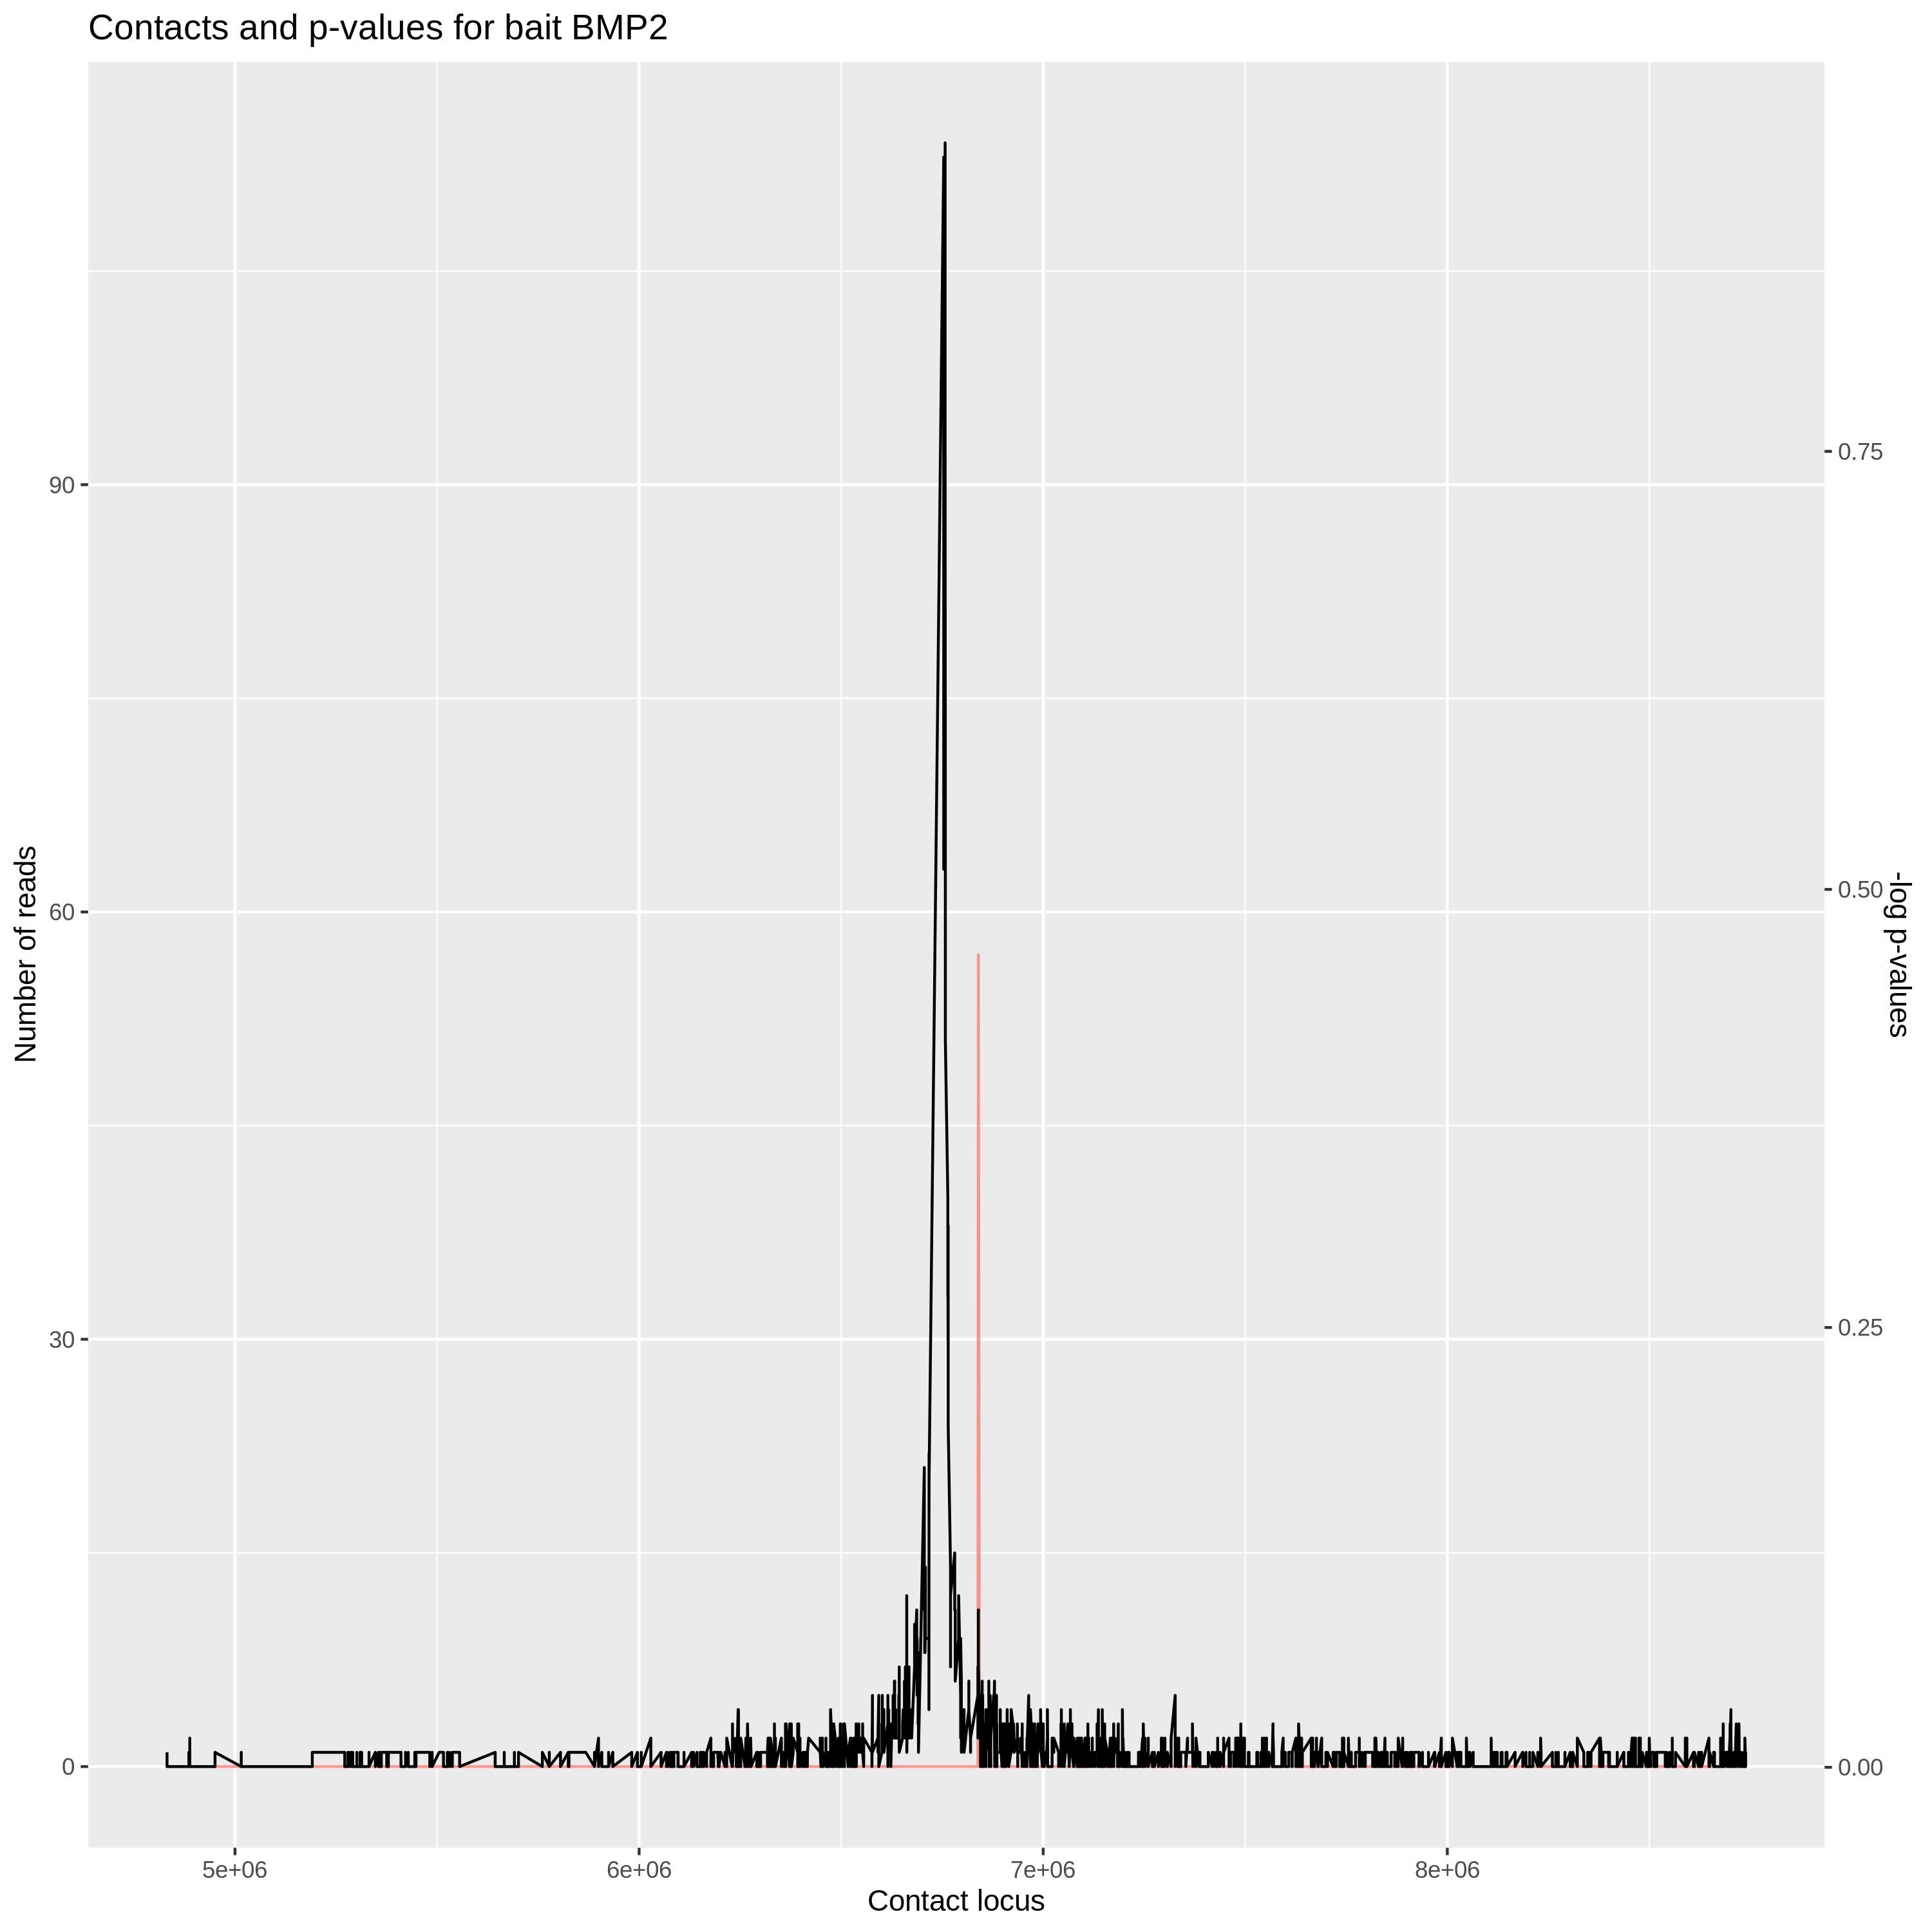 Contacts and p-values for bait BMP2
Number of reads
90
60
30
0
0.75
0.50
0.25
0.00
-log p-values
5e+06
6e+06
7e+06
8e+06
Contact locus